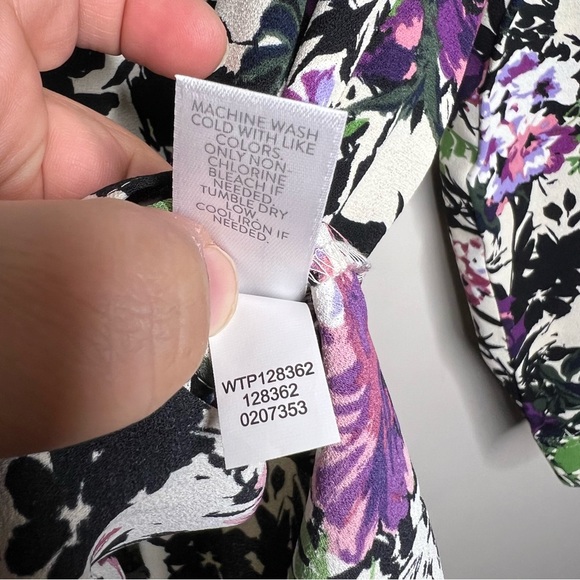 MACHINE WASH
COLD WITH LIKE
COLORS.
ONLY NON-
CHLORINE
BLEACH IF
NEEDED.
TUMBLE DRY
LOW.
COOL IRON IF
NEEDED.
WTP128362
128362
0207353